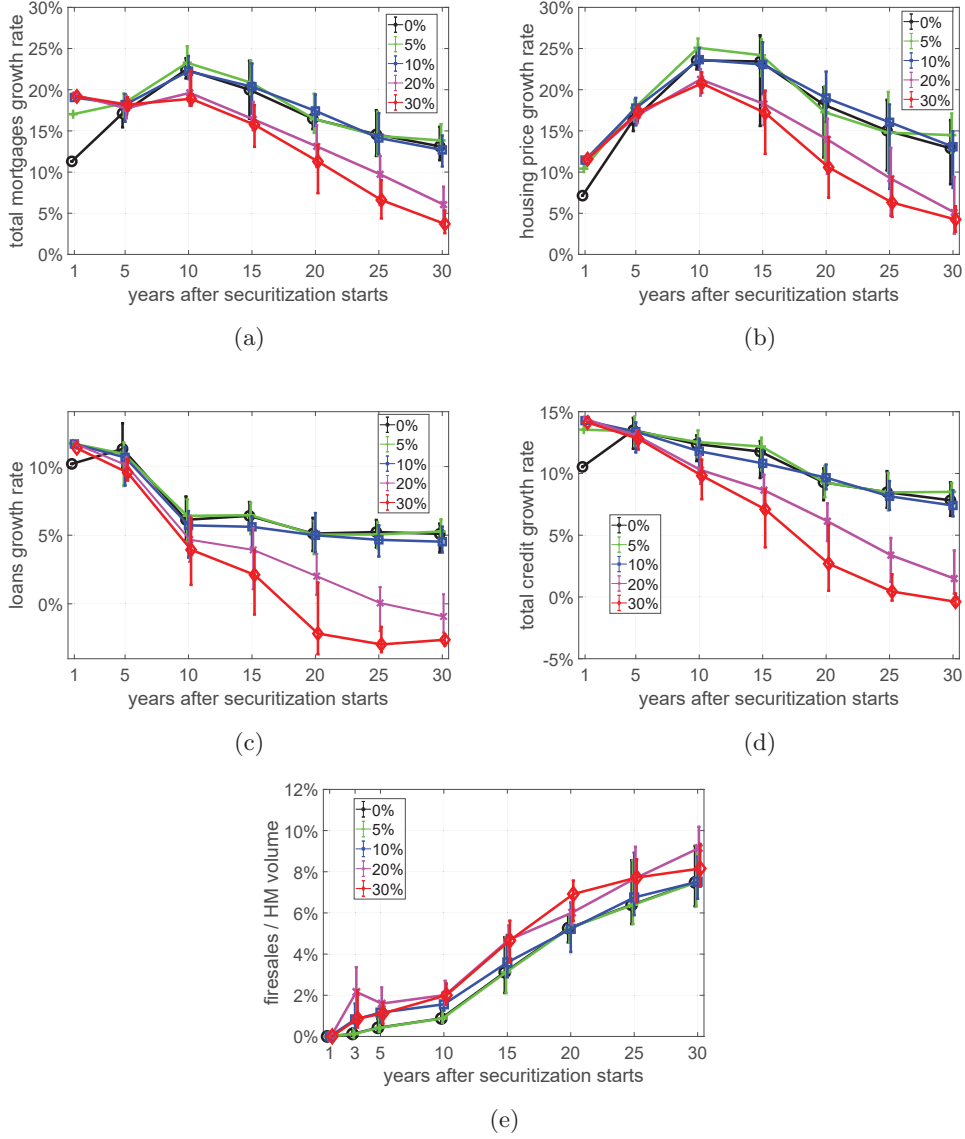 30%
25%
20%
15%
10%
5%
0%
total mortgages growth rate
0%
5%
10%
20%
30%
1 5 10 15 20 25 30
years after securitization starts
(a)
30%
25%
20%
15%
10%
5%
0%
housing price growth rate
0%
5%
10%
20%
30%
1 5 10 15 20 25 30
years after securitization starts
(b)
10%
5%
0%
loans growth rate
0%
5%
10%
20%
30%
1 5 10 15 20 25 30
years after securitization starts
(c)
15%
10%
5%
0%
-5%
total credit growth rate
0%
5%
10%
20%
30%
1 5 10 15 20 25 30
years after securitization starts
(d)
12%
10%
8%
6%
4%
2%
0%
firesales / HM volume
0%
5%
10%
20%
30%
1 3 5 10 15 20 25 30
years after securitization starts
(e)